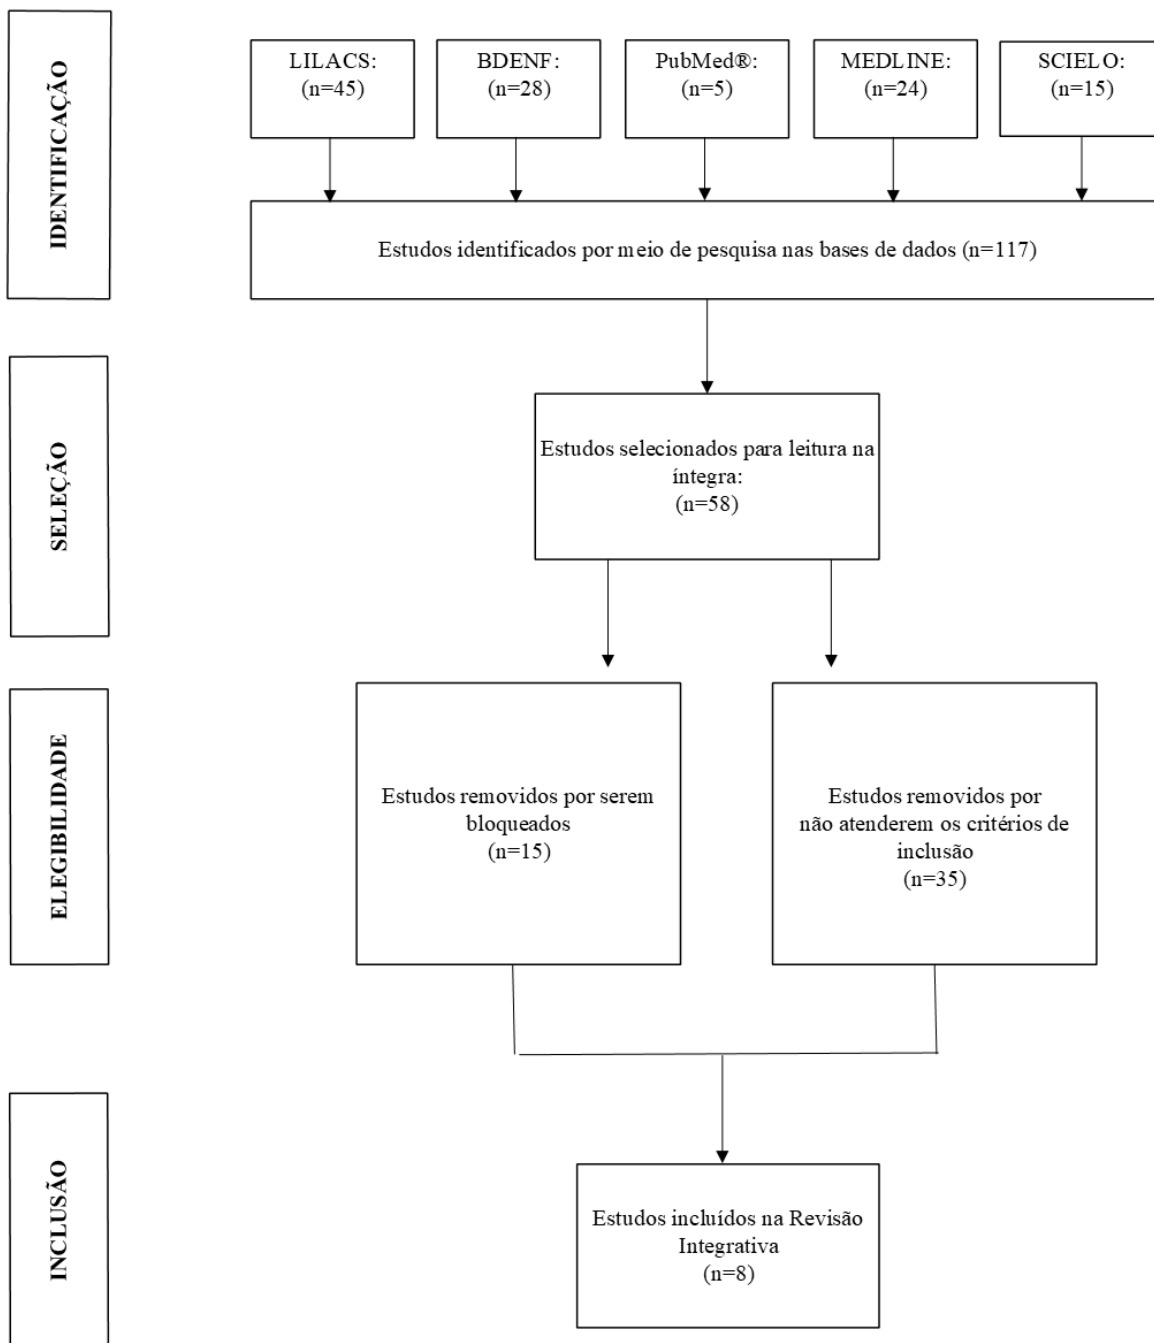 IDENTIFICAÇÃO
LILACS:
(n=45)
BDENF:
(n=28)
PubMed®:
(n=5)
MEDLINE:
(n=24)
SCIELO:
(n=15)
Estudos identificados por meio de pesquisa nas bases de dados (n=117)
SELEÇÃO
Estudos selecionados para leitura na
íntegra:
(n=58)
ELEGIBILIDADE
Estudos removidos por serem
bloqueados
(n=15)
Estudos removidos por
não atenderem os critérios de
inclusão
(n=35)
INCLUSÃO
Estudos incluídos na Revisão
Integrativa
(n=8)